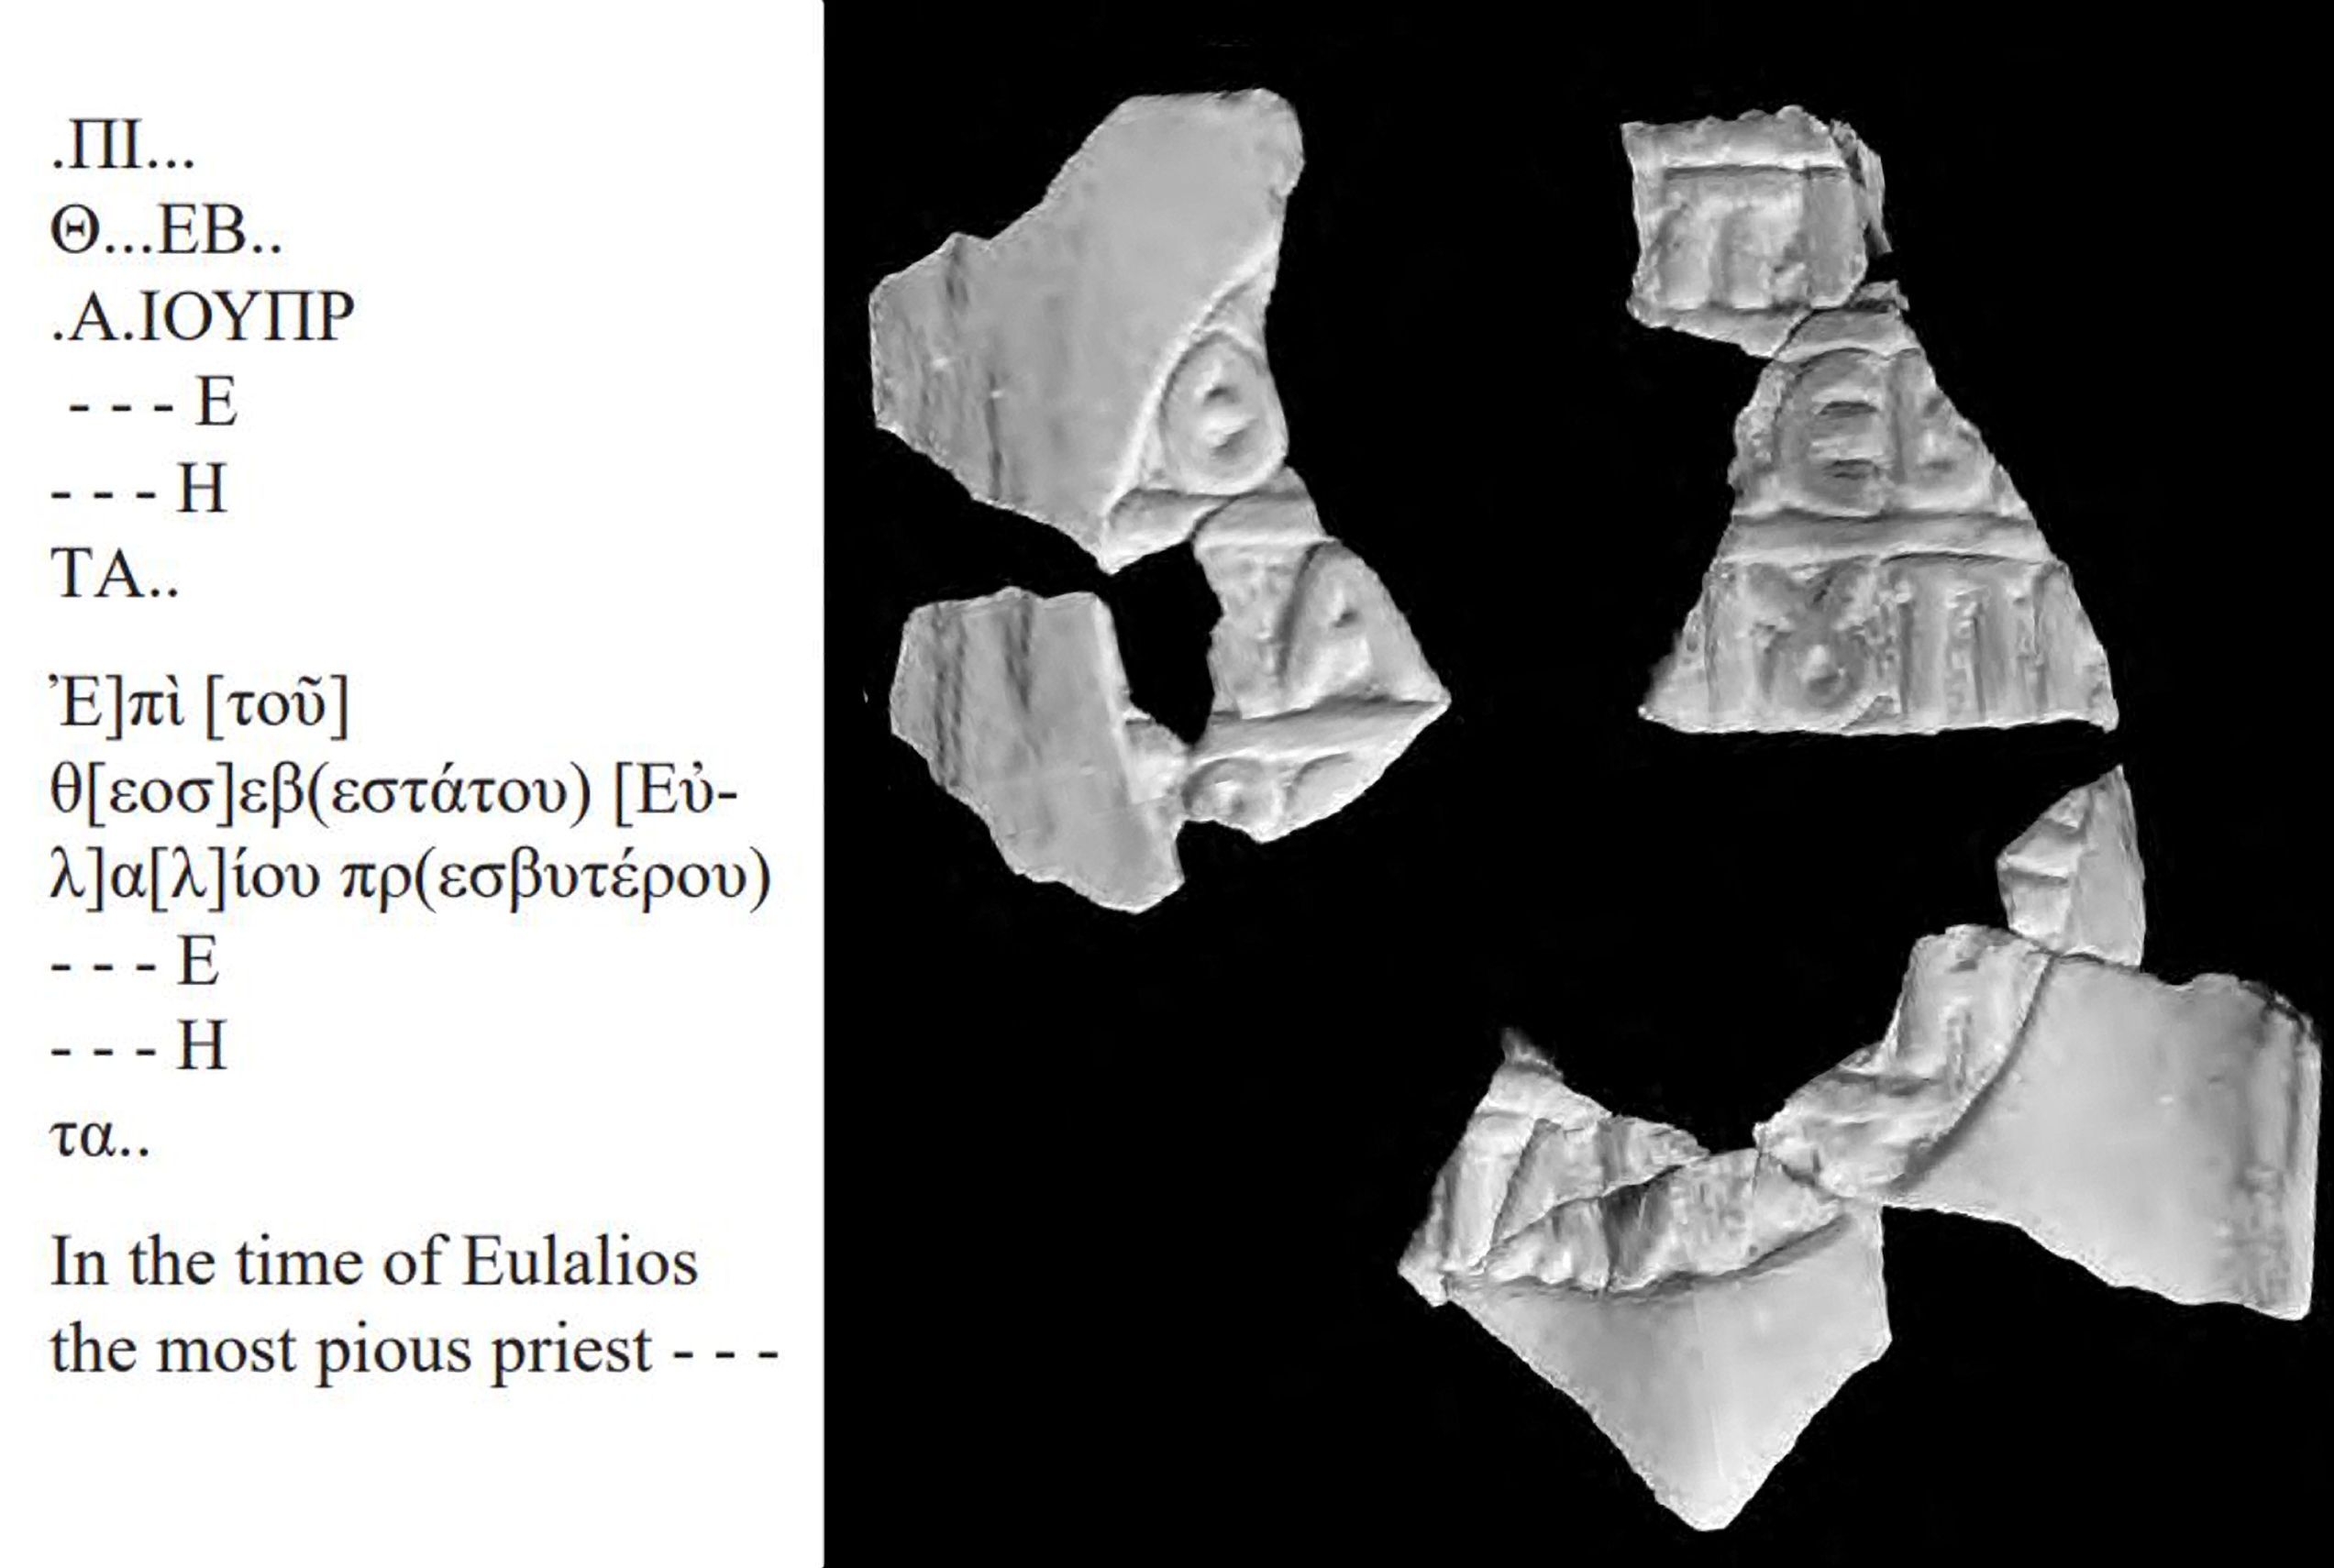 .ΠΙ...
Θ...ΕΒ..
.Α.ΙΟΥΠΡ
- - - Ε
- - - Η
ΤΑ..
Ἐ]πὶ [τοῦ]
θ[εοσ]εβ(εστάτου) [Εὐ-
λ]α[λ]ίου πρ(εσβυτέρου)
- - - Ε
- - - Η
τα..
In the time of Eulalios
the most pious priest - - -